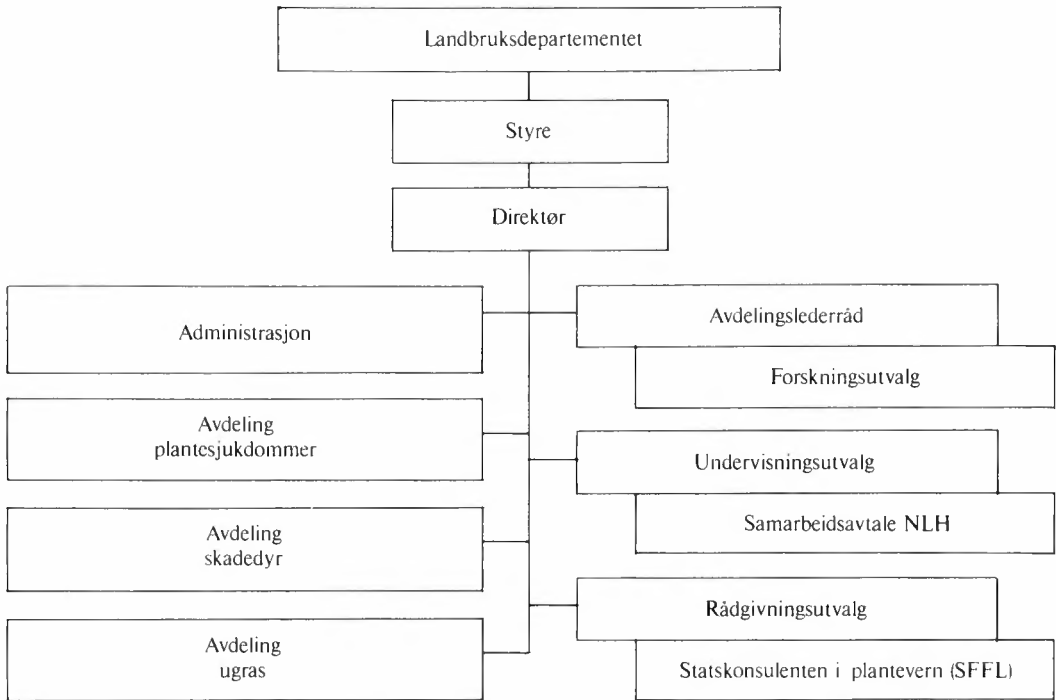 Landbruksdepartementet
Styre
Direktør
Administrasjon
Avdeling
plantesjukdommer
Avdeling
skadedyr
Avdeling
ugras
Avdelingslederråd
Forskningsutvalg
Undervisningsutvalg
Samarbeidsavtale NLH
Rådgivningsutvalg
Statskonsulenten i plantevern (SFFL)